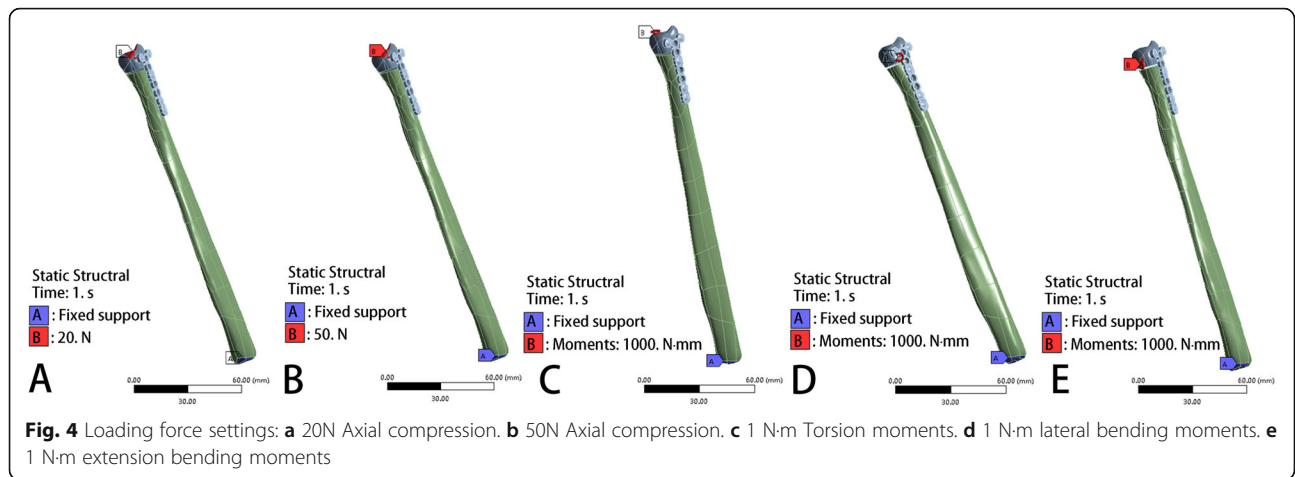 B
A
Static Structral
Time: 1. s
A : Fixed support
B : 20. N
A
0.00 60.00 (mm)
30.00
B
A
Static Structral
Time: 1. s
A : Fixed support
B : 50. N
B
0.00 60.00 (mm)
30.00
B
A
Static Structral
Time: 1. s
A : Fixed support
B : Moments: 1000. N·mm
C
0.00 60.00 (mm)
30.00
A
Static Structral
Time: 1. s
A : Fixed support
B : Moments: 1000. N·mm
D
0.00 60.00 (mm)
30.00
B
A
Static Structral
Time: 1. s
A : Fixed support
B : Moments: 1000. N·mm
E
0.00 60.00 (mm)
30.00
Fig. 4 Loading force settings: a 20N Axial compression. b 50N Axial compression. c 1 N·m Torsion moments. d 1 N·m lateral bending moments. e
1 N·m extension bending moments